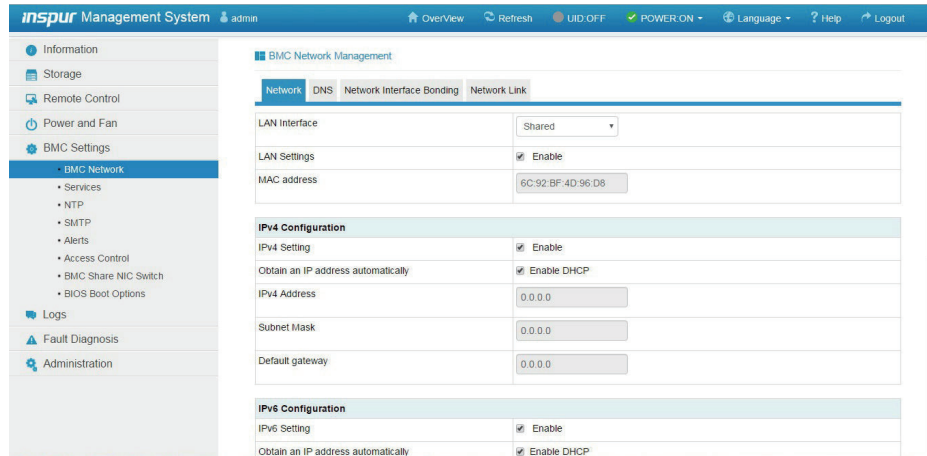 inspur Management System admin OverView Refresh UID:OFF POWER:ON Language ? Help Logout
Information
Storage
Remote Control
Power and Fan
BMC Settings
• BMC Network
• Services
• NTP
• SMTP
• Alerts
• Access Control
• BMC Share NIC Switch
• BIOS Boot Options
Logs
Fault Diagnosis
Administration
BMC Network Management
Network DNS Network Interface Bonding Network Link
LAN Interface Shared
LAN Settings Enable
MAC address 6C:92:BF:4D:96:D8
IPv4 Configuration
IPv4 Setting Enable
Obtain an IP address automatically Enable DHCP
IPv4 Address 0.0.0.0
Subnet Mask 0.0.0.0
Default gateway 0.0.0.0
IPv6 Configuration
IPv6 Setting Enable
Obtain an IP address automatically Enable DHCP